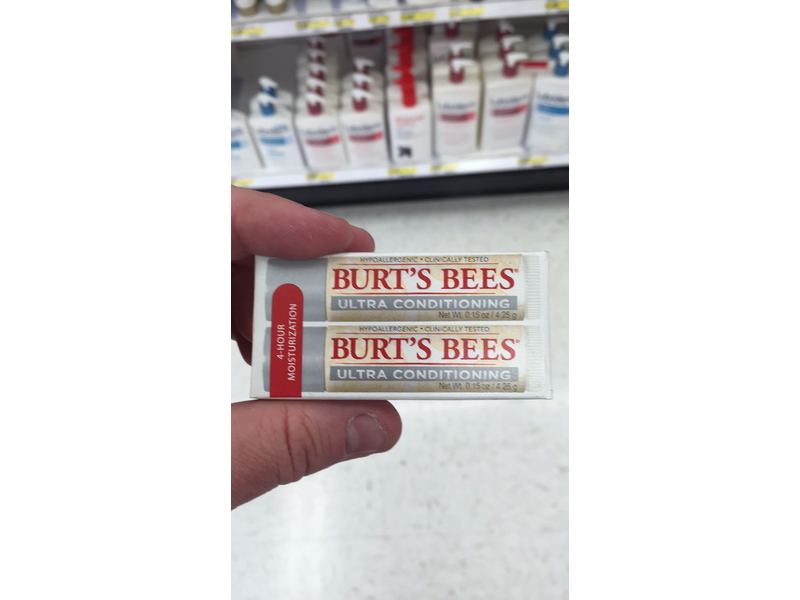 HYPOALLERGENIC • CLINICALLY TESTED
BURT'S BEES®
ULTRA CONDITIONING
Net Wt. 0.15 oz / 4.25 g
HYPOALLERGENIC • CLINICALLY TESTED
BURT'S BEES®
ULTRA CONDITIONING
Net Wt. 0.15 oz / 4.25 g
4-HOUR
MOISTURIZATION